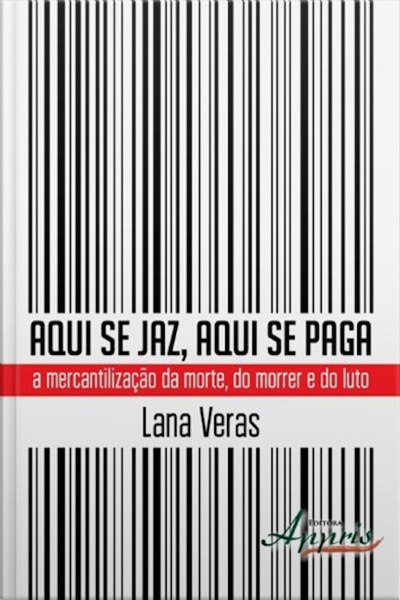 AQUI SE JAZ, AQUI SE PAGA
a mercantilização da morte, do morrer e do luto
Lana Veras
EDITORA
Appris